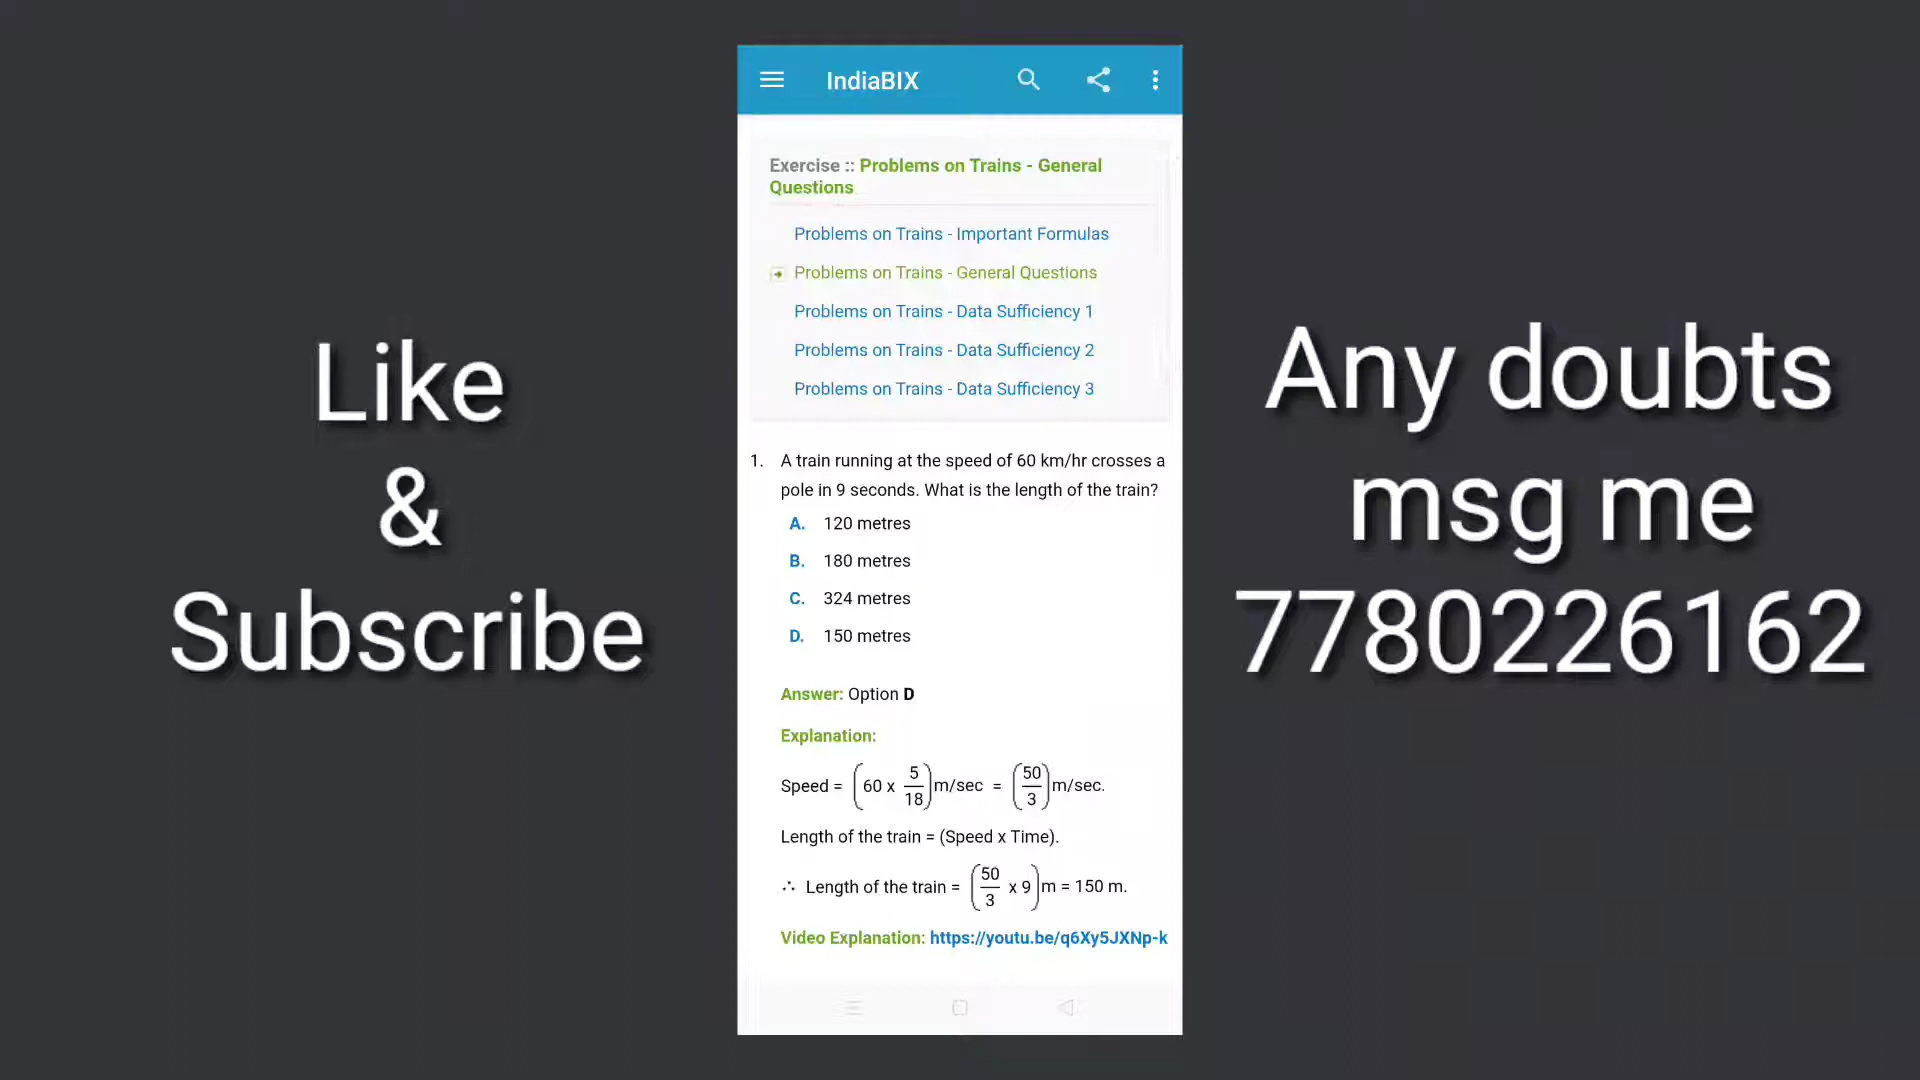 Like
&
Subscribe
IndiaBIX
Exercise :: Problems on Trains - General
Questions
Problems on Trains - Important Formulas
Problems on Trains - General Questions
Problems on Trains - Data Sufficiency 1
Problems on Trains - Data Sufficiency 2
Problems on Trains - Data Sufficiency 3
1. A train running at the speed of 60 km/hr crosses a
pole in 9 seconds. What is the length of the train?
A. 120 metres
B. 180 metres
C. 324 metres
D. 150 metres
Answer: Option D
Explanation:
Speed = (60 x 5/18) m/sec = (50/3) m/sec.
Length of the train = (Speed x Time).
∴ Length of the train = (50/3 x 9) m = 150 m.
Video Explanation: https://youtu.be/q6Xy5JXNp-k
Any doubts
msg me
7780226162